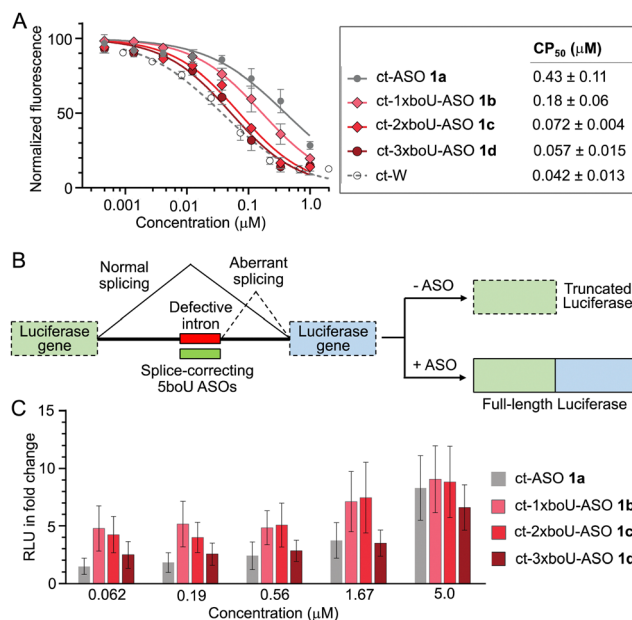 A
Normalized fluorescence
100
50
0
0.001
0.01
0.1
1.0
Concentration (μM)
CP50 (μM)
ct-ASO 1a 0.43 ± 0.11
ct-1xboU-ASO 1b 0.18 ± 0.06
ct-2xboU-ASO 1c 0.072 ± 0.004
ct-3xboU-ASO 1d 0.057 ± 0.015
ct-W 0.042 ± 0.013
B
Normal
splicing
Aberrant
splicing
Defective
intron
Luciferase
gene
Luciferase
gene
Splice-correcting
5boU ASOs
- ASO
Truncated
Luciferase
+ ASO
Full-length Luciferase
C
RLU in fold change
15
10
5
0
0.062
0.19
0.56
1.67
5.0
Concentration (μM)
ct-ASO 1a
ct-1xboU-ASO 1b
ct-2xboU-ASO 1c
ct-3xboU-ASO 1d